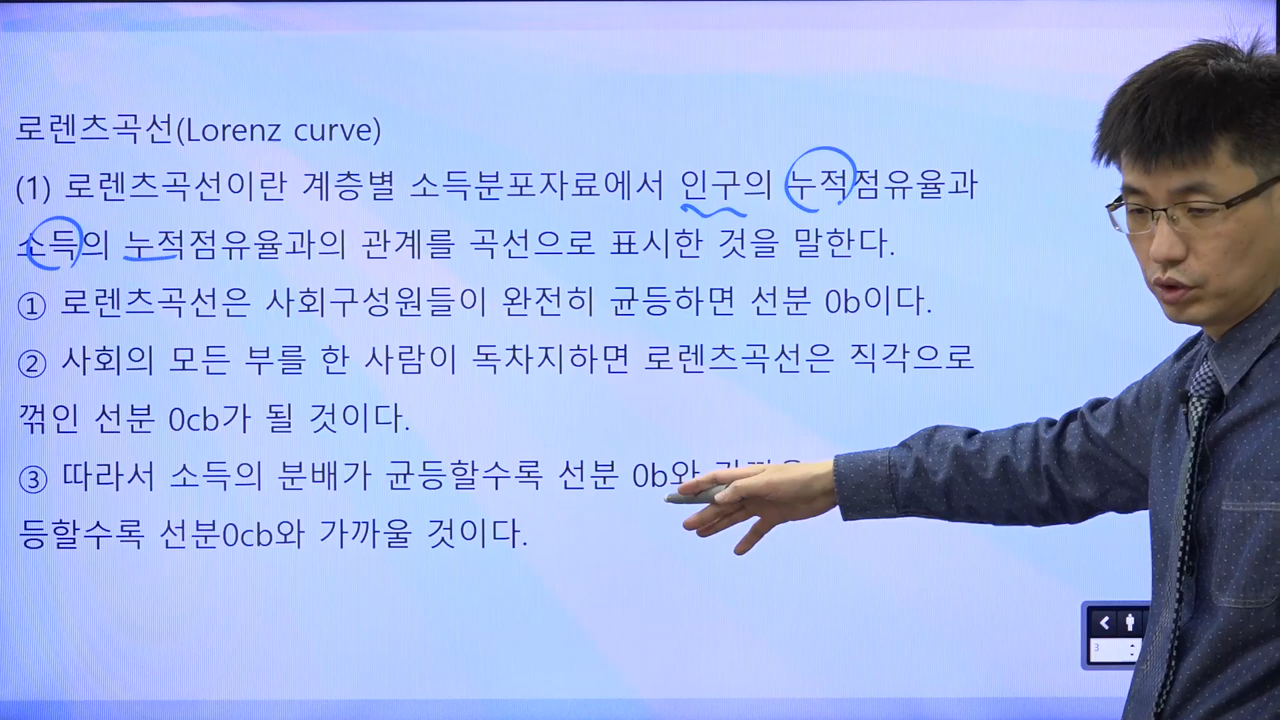 로렌츠곡선(Lorenz curve)
(1) 로렌츠곡선이란 계층별 소득분포자료에서 인구의 누적점유율과
소득의 누적점유율과의 관계를 곡선으로 표시한 것을 말한다.
① 로렌츠곡선은 사회구성원들이 완전히 균등하면 선분 0b이다.
② 사회의 모든 부를 한 사람이 독차지하면 로렌츠곡선은 직각으로
꺾인 선분 0cb가 될 것이다.
③ 따라서 소득의 분배가 균등할수록 선분 0b와
등할수록 선분0cb와 가까울 것이다.
3